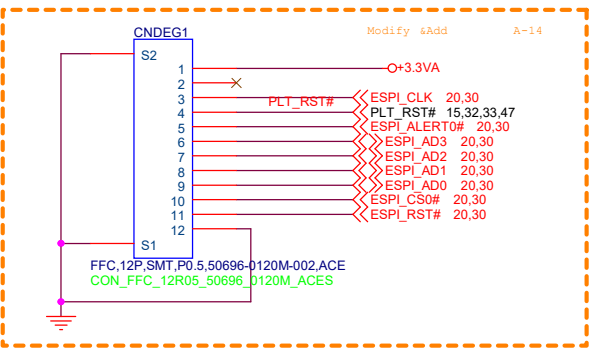 Modify &Add A-14
CNDEG1
S2
1 +3.3VA
2
3 ESPI_CLK 20,30
PLT_RST#
4 PLT_RST# 15,32,33,47
5 ESPI_ALERT0# 20,30
6 ESPI_AD3 20,30
7 ESPI_AD2 20,30
8 ESPI_AD1 20,30
9 ESPI_AD0 20,30
10 ESPI_CS0# 20,30
11 ESPI_RST# 20,30
12
S1
FFC,12P,SMT,P0.5,50696-0120M-002,ACE
CON_FFC_12R05_50696_0120M_ACES